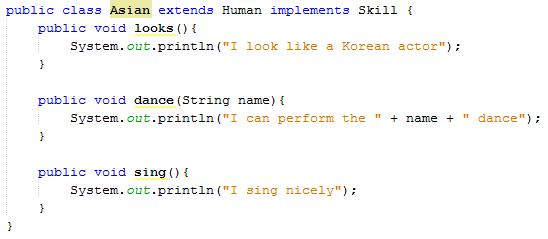 public class Asian extends Human implements Skill {
    public void looks(){
        System.out.println("I look like a Korean actor");
    }

    public void dance(String name){
        System.out.println("I can perform the " + name + " dance");
    }

    public void sing(){
        System.out.println("I sing nicely");
    }
}